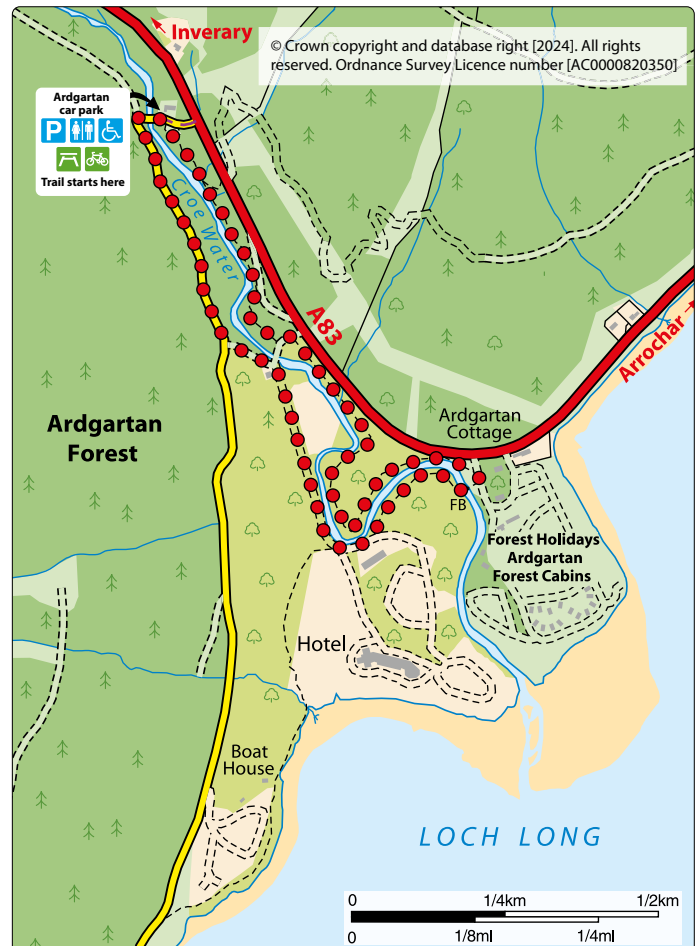 Inverary
© Crown copyright and database right [2024]. All rights
reserved. Ordnance Survey Licence number [AC0000820350]
Ardgartan
car park
P
Trail starts here
Croe Water
A83
Arrochar
Ardgartan
Forest
Ardgartan
Cottage
FB
Forest Holidays
Ardgartan
Forest Cabins
Hotel
Boat
House
LOCH LONG
0 1/4km 1/2km
0 1/8ml 1/4ml